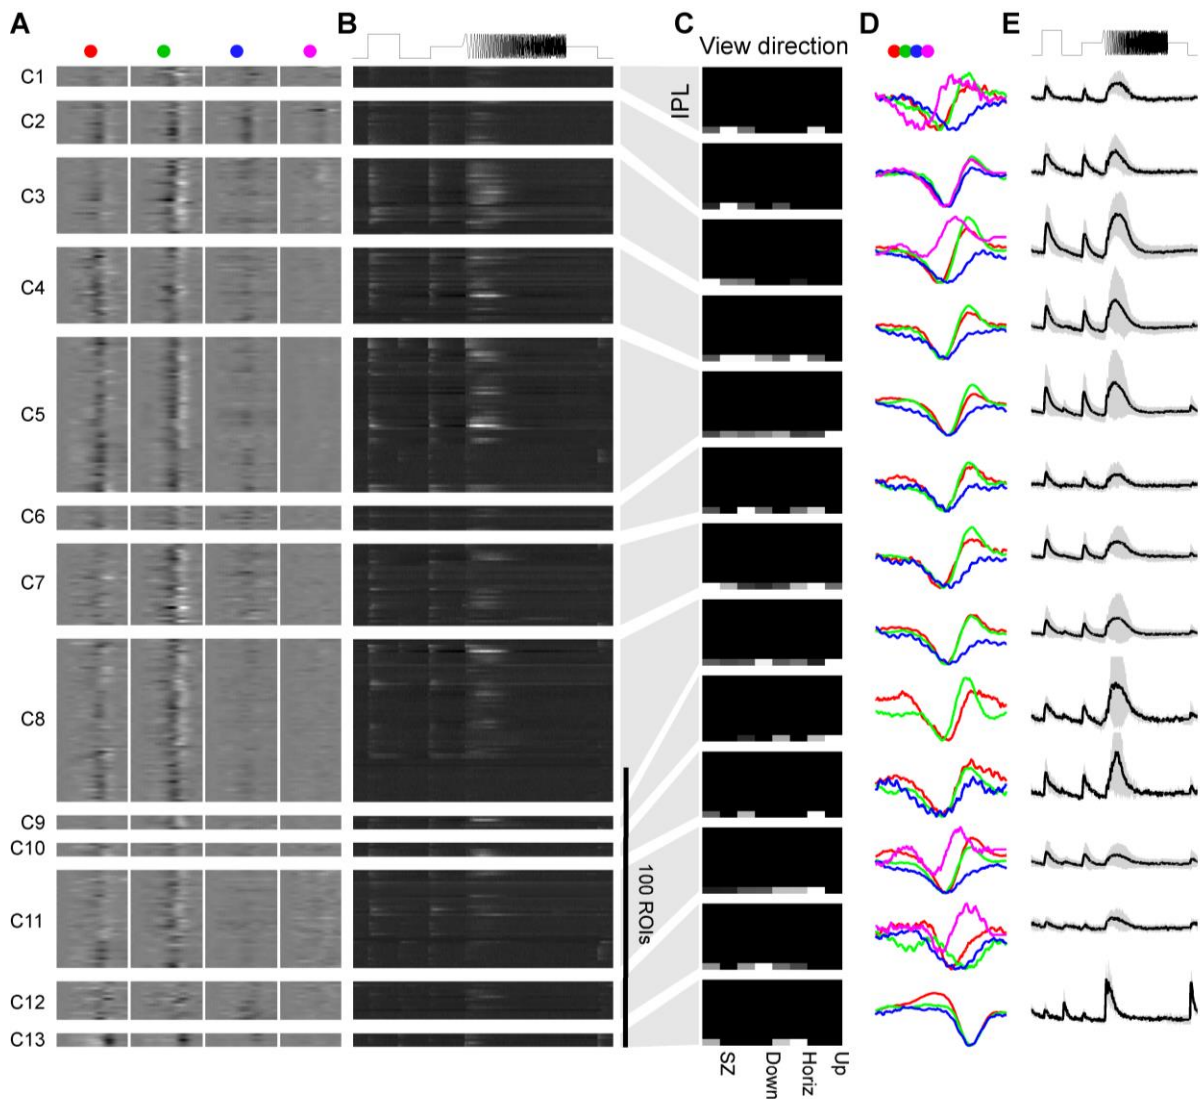 A
B
C
D
E
View direction
IPL
C1
C2
C3
C4
C5
C6
C7
C8
C9
C10
C11
C12
C13
100 ROIs
SZ
Down
Horiz
Up